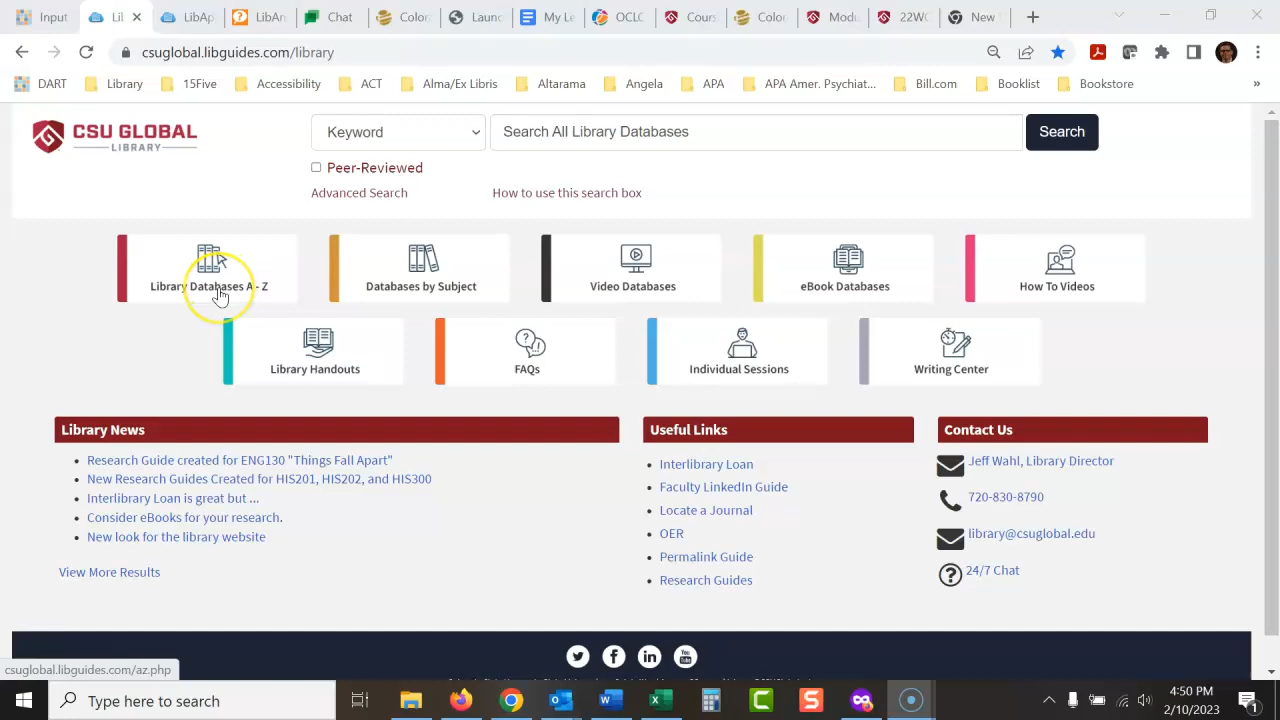 Input
Li
LibAp
LibAn
Chat
Color
Laun
My Le
OCLC
Cours
Color
Modu
22W
New
csuglobal.libguides.com/library
DART
Library
15Five
Accessibility
ACT
Alma/Ex Libris
Altarama
Angela
APA
APA Amer. Psychiat...
Bill.com
Booklist
Bookstore
»
CSU GLOBAL
LIBRARY
Keyword
Search All Library Databases
Search
Peer-Reviewed
Advanced Search
How to use this search box
Library Databases A - Z
Databases by Subject
Video Databases
eBook Databases
How To Videos
Library Handouts
FAQs
Individual Sessions
Writing Center
Library News
Research Guide created for ENG130 "Things Fall Apart"
New Research Guides Created for HIS201, HIS202, and HIS300
Interlibrary Loan is great but ...
Consider eBooks for your research.
New look for the library website
View More Results
Useful Links
Interlibrary Loan
Faculty LinkedIn Guide
Locate a Journal
OER
Permalink Guide
Research Guides
Contact Us
Jeff Wahl, Library Director
720-830-8790
library@csuglobal.edu
24/7 Chat
csuglobal.libguides.com/az.php
Type here to search
4:50 PM
2/10/2023